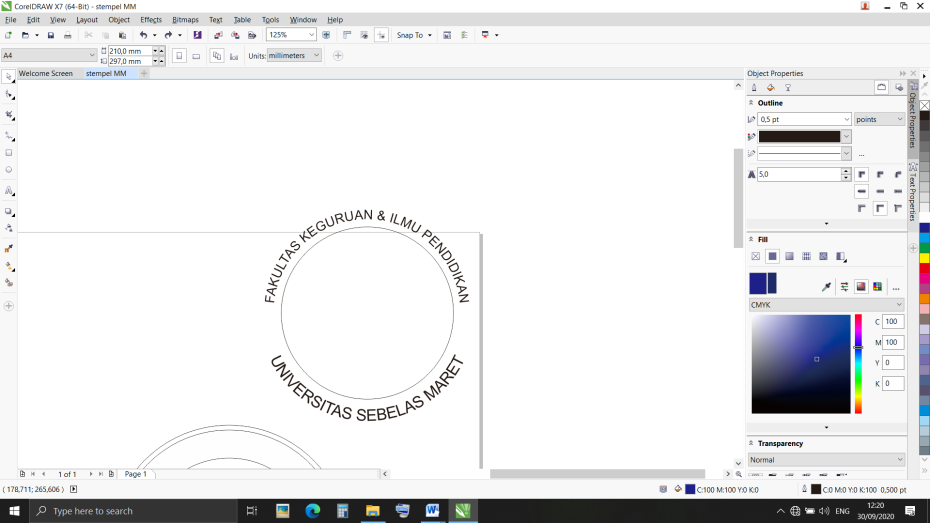 CorelDRAW X7 (64-Bit) - stempel MM
File Edit View Layout Object Effects Bitmaps Text Table Tools Window Help
125% Snap To
A4 210,0 mm 297,0 mm Units: millimeters
Welcome Screen stempel MM
Object Properties
Outline
0,5 pt points
5,0
Fill
CMYK
C 100
M 100
Y 0
K 0
Transparency
Normal
Object Properties
Text Properties
FAKULTAS KEGURUAN & ILMU PENDIDIKAN
UNIVERSITAS SEBELAS MARET
1 of 1 Page 1
( 178,711; 265,606 ) C:100 M:100 Y:0 K:0 C:0 M:0 Y:0 K:100 0,500 pt
Type here to search
ENG
12:20
30/09/2020